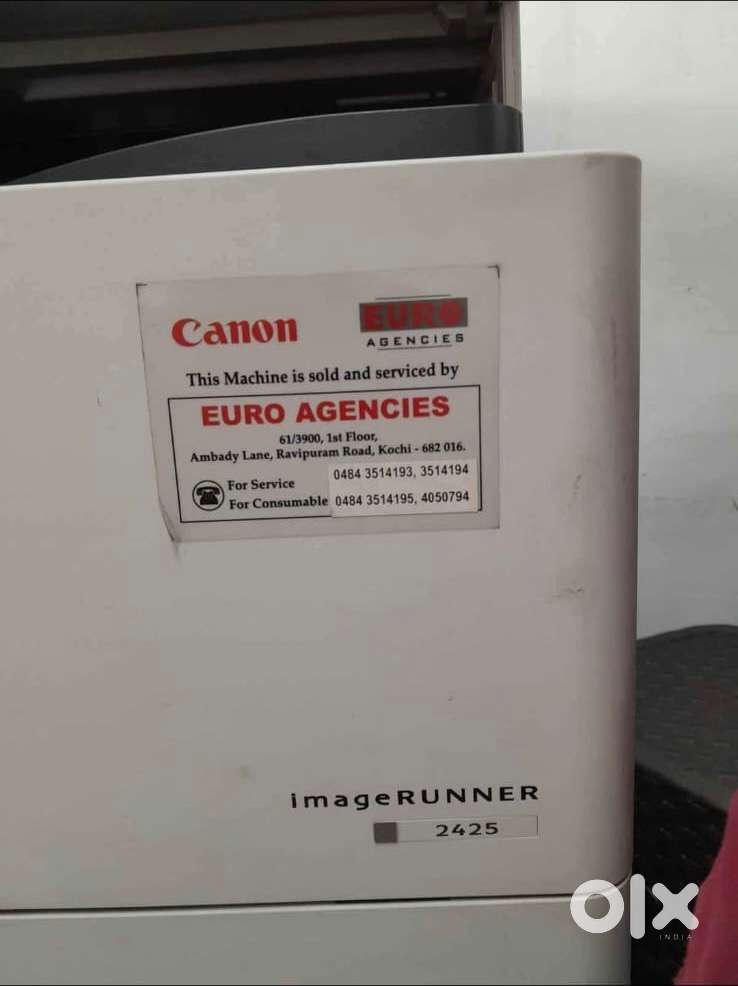 Canon
EURO
AGENCIES
This Machine is sold and serviced by
EURO AGENCIES
61/3900, 1st Floor,
Ambady Lane, Ravipuram Road, Kochi - 682 016.
For Service 0484 3514193, 3514194
For Consumable 0484 3514195, 4050794
imageRUNNER
2425
olx
INDIA